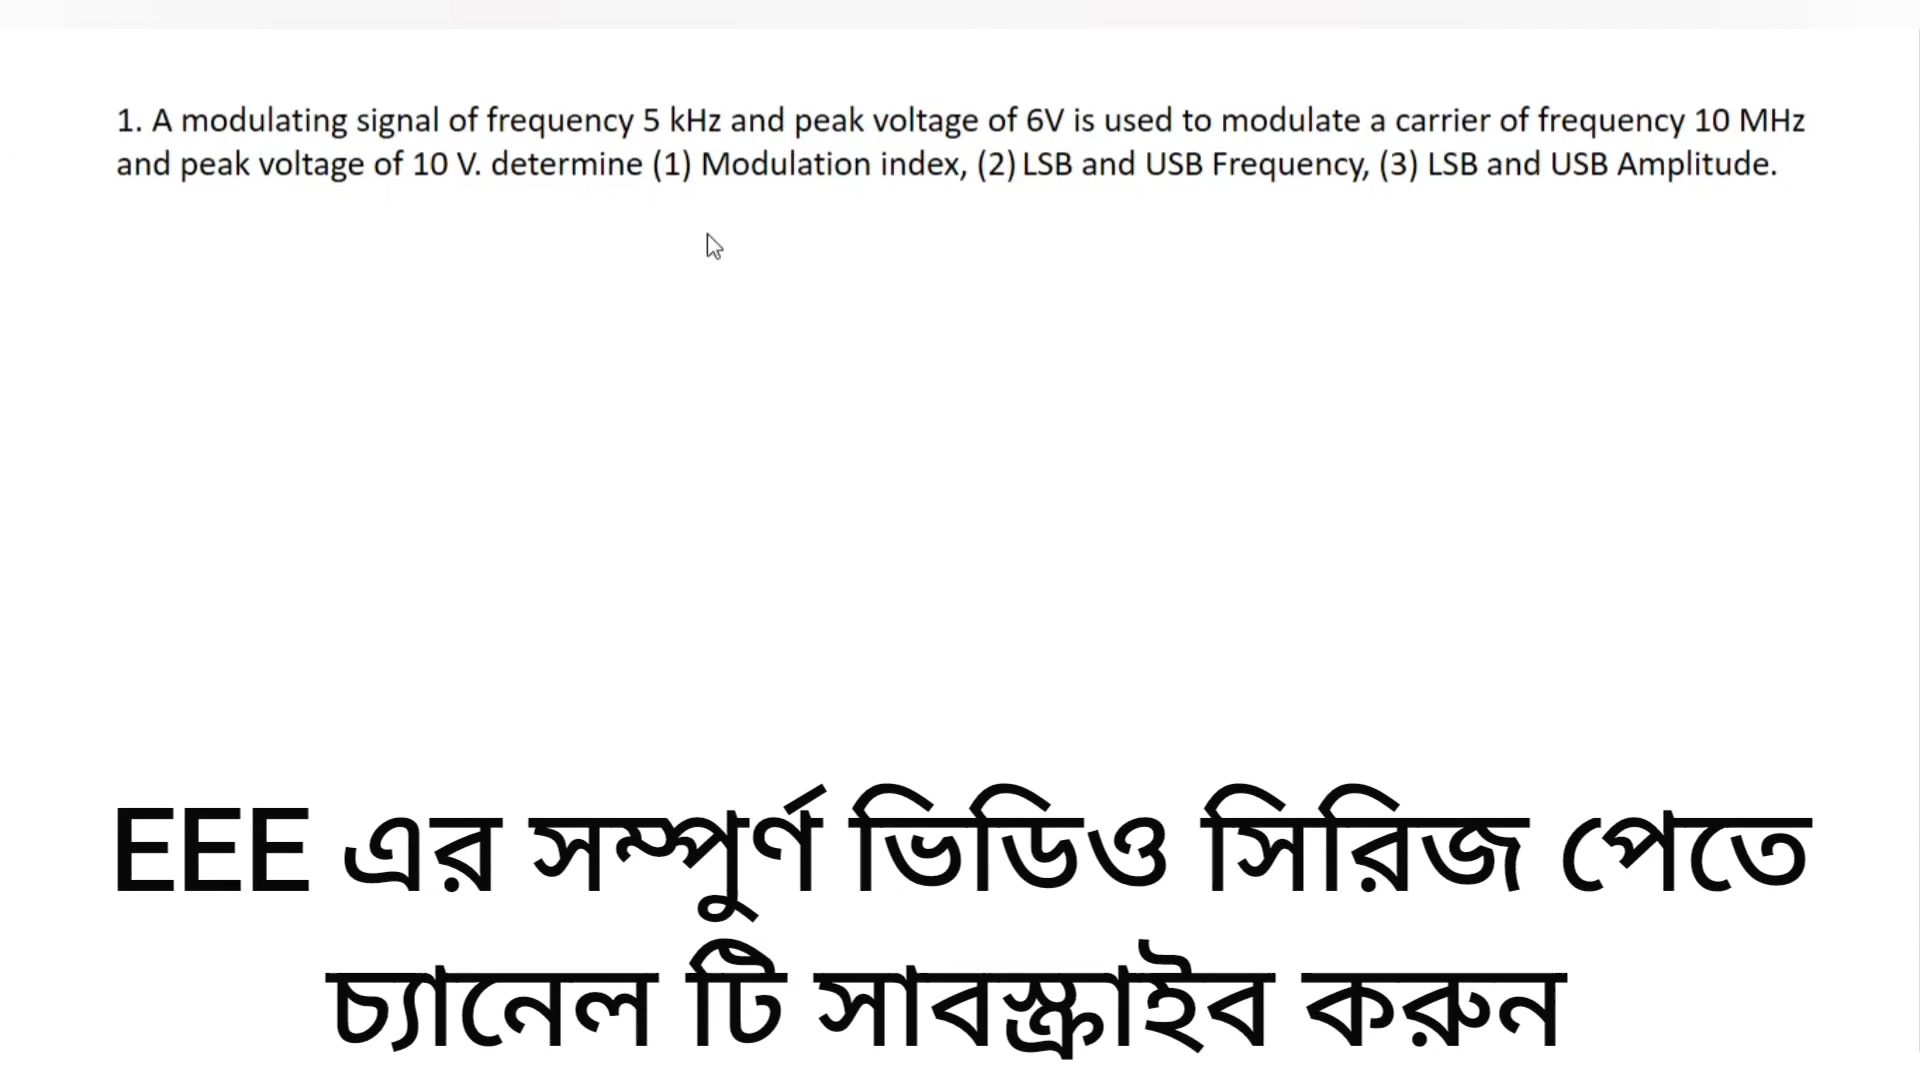 1. A modulating signal of frequency 5 kHz and peak voltage of 6V is used to modulate a carrier of frequency 10 MHz
and peak voltage of 10 V. determine (1) Modulation index, (2) LSB and USB Frequency, (3) LSB and USB Amplitude.
EEE এর সম্পুর্ণ ভিডিও সিরিজ পেতে
চ্যানেল টি সাবস্ক্রাইব করুন